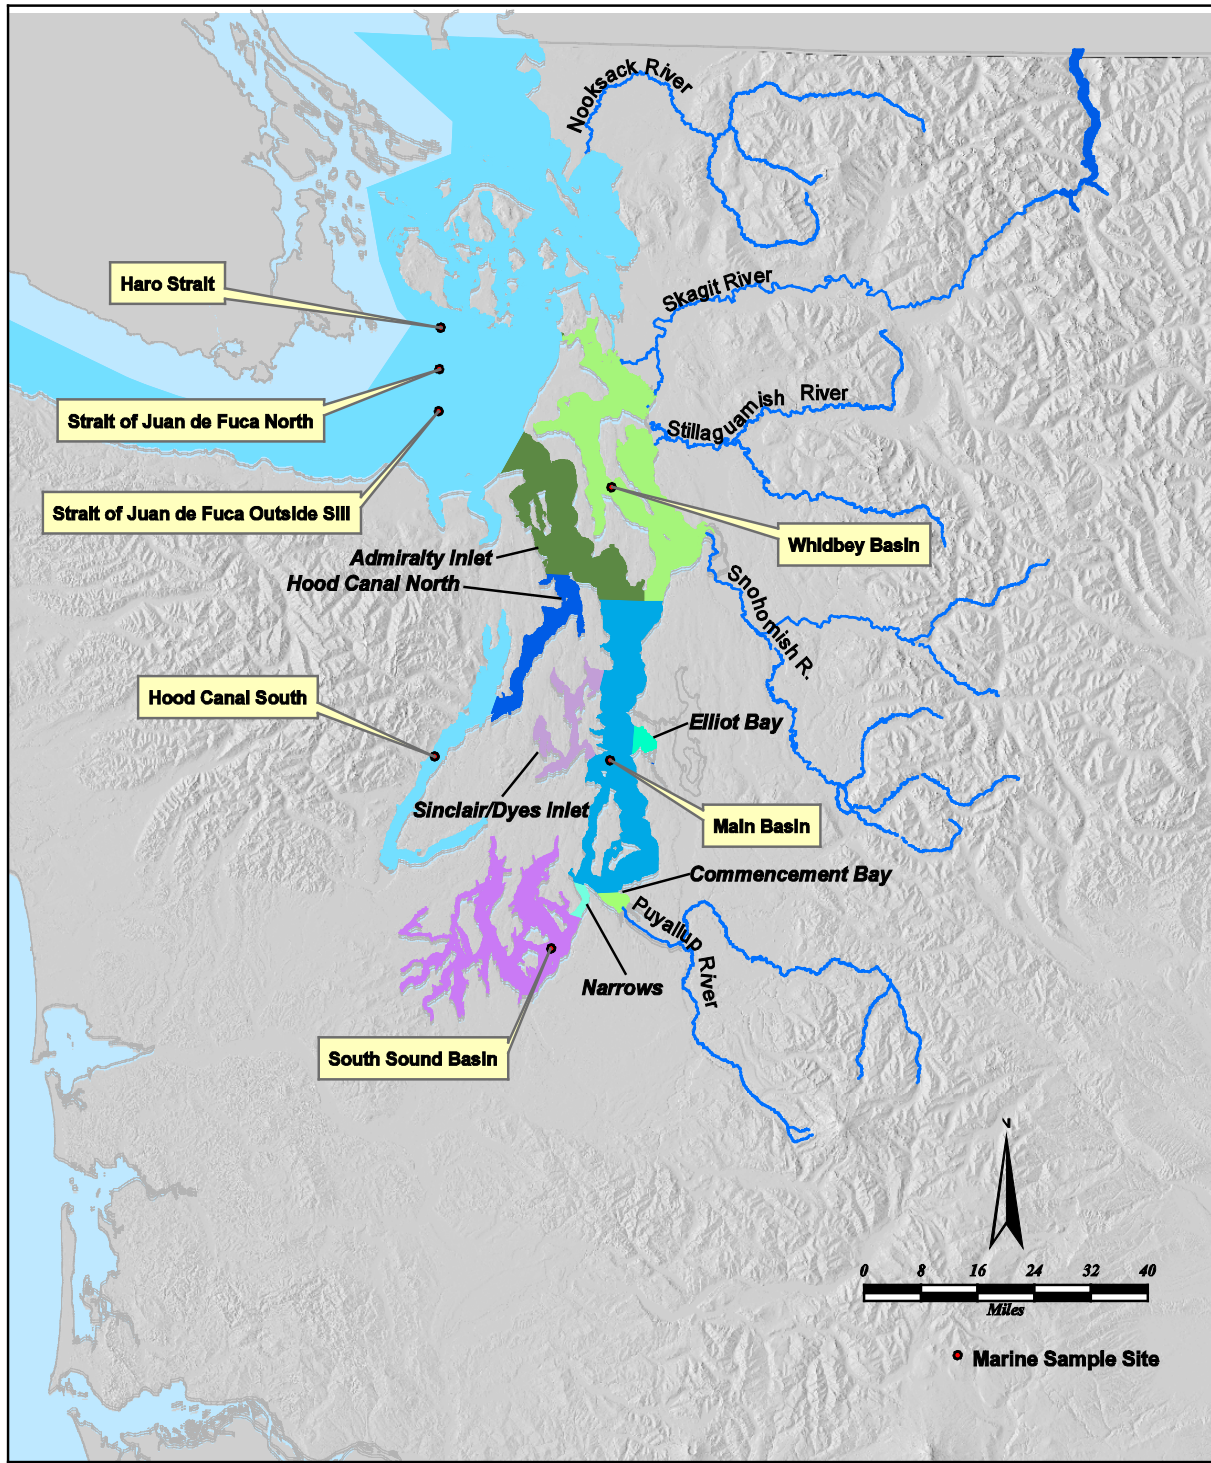 Nooksack River
Haro Strait
Skagit River
Strait of Juan de Fuca North
Stillaguamish River
Strait of Juan de Fuca Outside Sill
Whidbey Basin
Admiralty Inlet
Hood Canal North
Snohomish R.
Hood Canal South
Elliot Bay
Sinclair/Dyes Inlet
Main Basin
Commencement Bay
Puyallup River
Narrows
South Sound Basin
N
0 8 16 24 32 40
Miles
Marine Sample Site